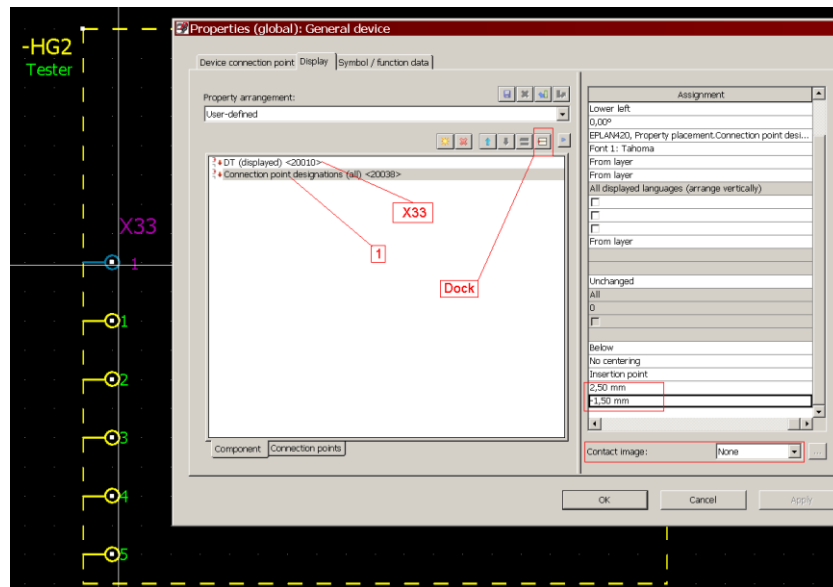 Properties (global): General device
-HG2
Tester
Device connection point
Display
Symbol / function data
Property arrangement:
User-defined
DT (displayed) <20010>
Connection point designations (all) <20038>
X33
1
Dock
Component
Connection points
Assignment
Lower left
0,00°
EPLAN420, Property placement.Connection point desi...
Font 1: Tahoma
From layer
From layer
All displayed languages (arrange vertically)
From layer
Unchanged
All
0
Below
No centering
Insertion point
2,50 mm
-1,50 mm
Contact image:
None
...
OK
Cancel
Apply
X33
1
1
2
3
4
5